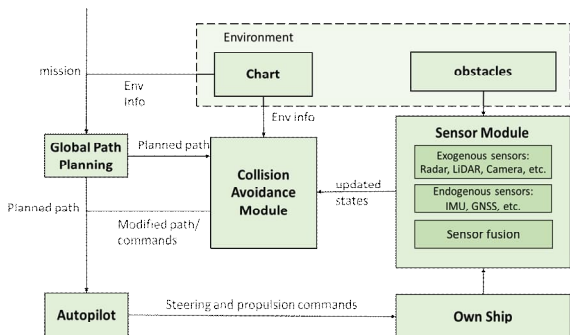 Environment
mission
Chart
obstacles
Env
info
Env info
Sensor Module
Global Path
Planning
Planned path
Collision
Avoidance
Module
Exogenous sensors:
Radar, LiDAR, Camera, etc.
updated
states
Endogenous sensors:
IMU, GNSS, etc.
Planned path
Modified path/
commands
Sensor fusion
Steering and propulsion commands
Autopilot
Own Ship